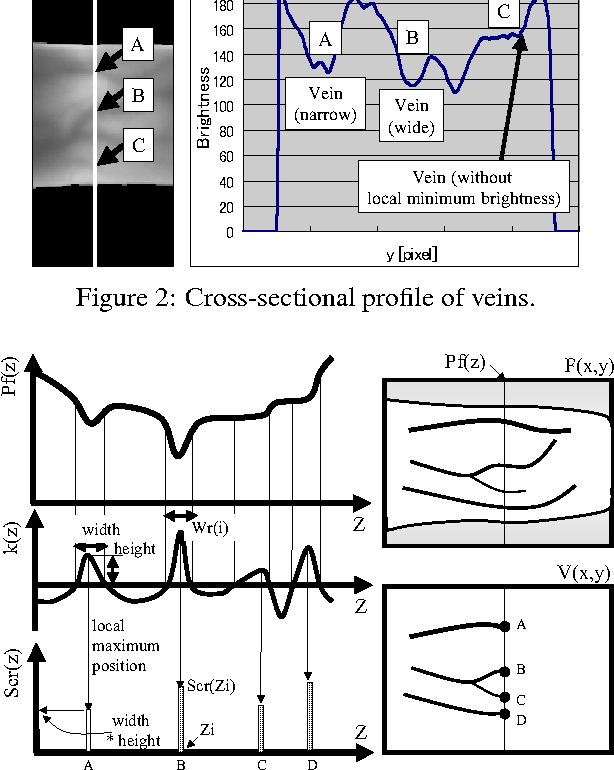 A
B
C
180
160
140
120
100
80
60
40
20
0
Brightness
A
B
C
Vein
(narrow)
Vein
(wide)
Vein (without
local minimum brightness)
y [pixel]
Figure 2: Cross-sectional profile of veins.
Pf(z)
Z
k(z)
width
height
Wr(i)
Z
local
maximum
position
Scr(z)
Scr(Zi)
width
* height
Zi
Z
A B C D
Pf(z)
F(x,y)
V(x,y)
A
B
C
D